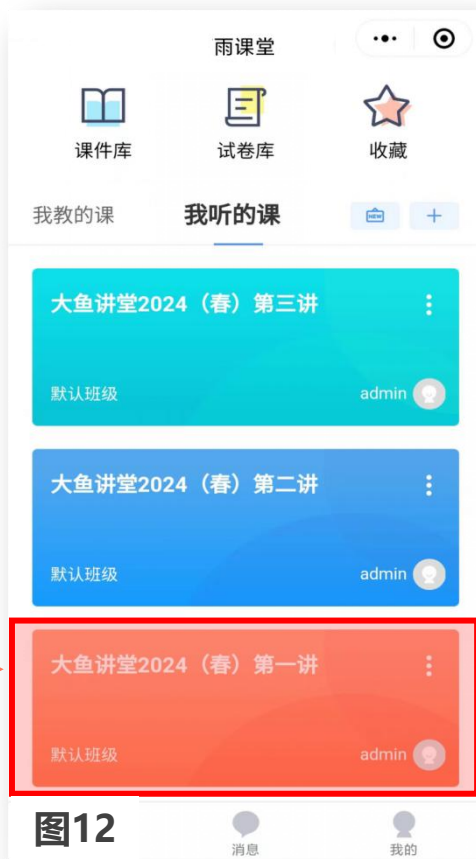 雨课堂
课件库 试卷库 收藏
我教的课 我听的课 NEW
大鱼讲堂2024（春）第三讲
默认班级 admin
大鱼讲堂2024（春）第二讲
默认班级 admin
大鱼讲堂2024（春）第一讲
默认班级 admin
图12
消息 我的